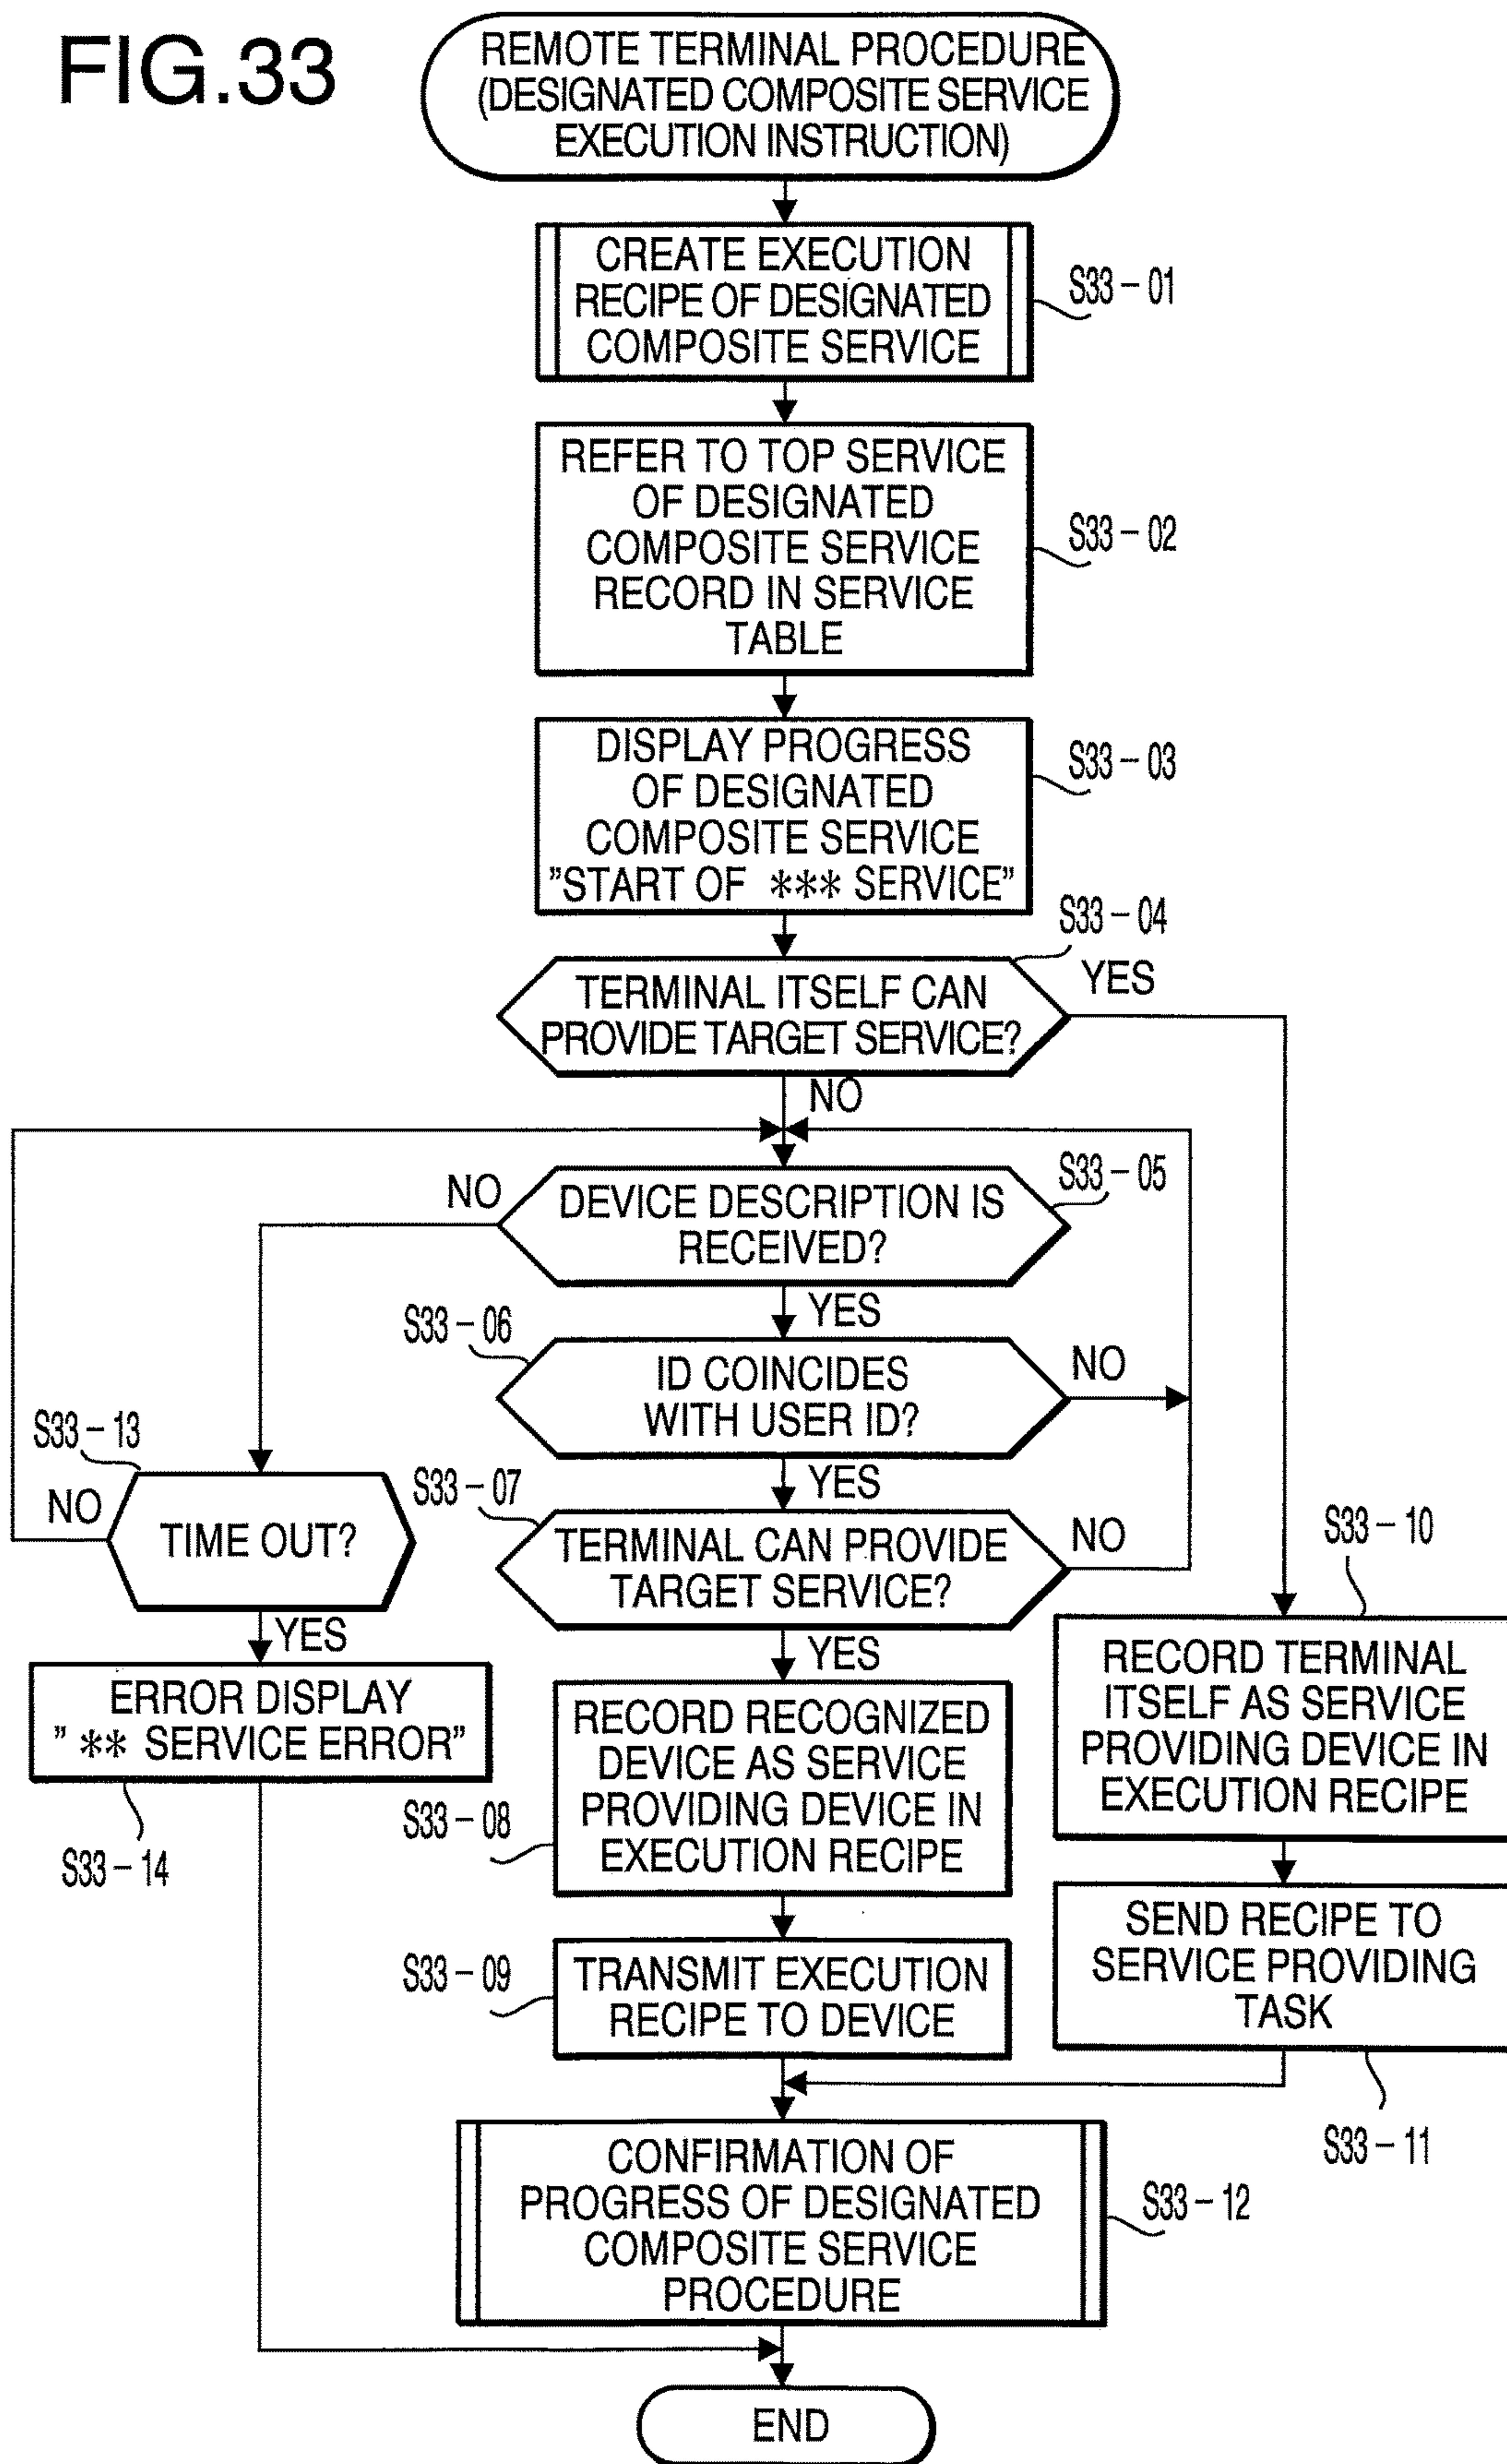 FIG.33
REMOTE TERMINAL PROCEDURE
(DESIGNATED COMPOSITE SERVICE
EXECUTION INSTRUCTION)
CREATE EXECUTION
RECIPE OF DESIGNATED
COMPOSITE SERVICE
S33-01
REFER TO TOP SERVICE
OF DESIGNATED
COMPOSITE SERVICE
RECORD IN SERVICE
TABLE
S33-02
DISPLAY PROGRESS
OF DESIGNATED
COMPOSITE SERVICE
”START OF *** SERVICE”
S33-03
S33-04
TERMINAL ITSELF CAN
PROVIDE TARGET SERVICE?
YES
NO
S33-05
DEVICE DESCRIPTION IS
RECEIVED?
NO
YES
S33-06
ID COINCIDES
WITH USER ID?
NO
YES
S33-13
TIME OUT?
NO
YES
S33-07
TERMINAL CAN PROVIDE
TARGET SERVICE?
NO
YES
S33-10
RECORD TERMINAL
ITSELF AS SERVICE
PROVIDING DEVICE IN
EXECUTION RECIPE
ERROR DISPLAY
” ** SERVICE ERROR”
S33-14
RECORD RECOGNIZED
DEVICE AS SERVICE
PROVIDING DEVICE IN
EXECUTION RECIPE
S33-08
SEND RECIPE TO
SERVICE PROVIDING
TASK
S33-11
S33-09
TRANSMIT EXECUTION
RECIPE TO DEVICE
CONFIRMATION OF
PROGRESS OF DESIGNATED
COMPOSITE SERVICE
PROCEDURE
S33-12
END